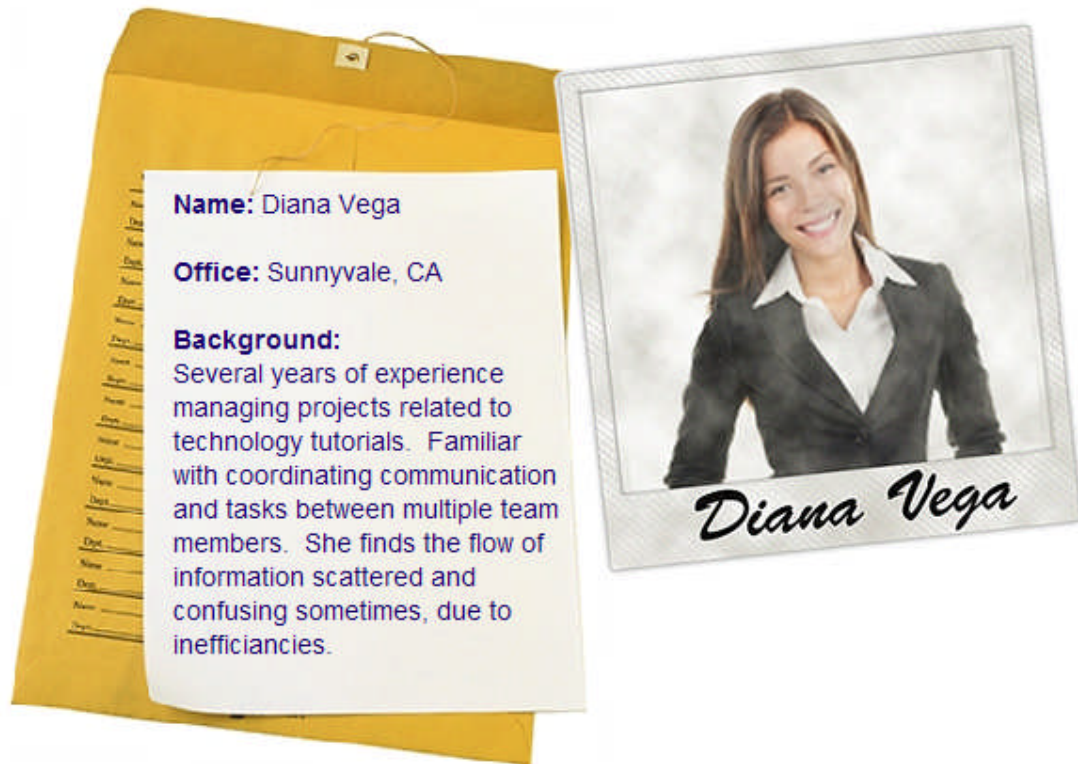 Name: Diana Vega
Office: Sunnyvale, CA
Background:
Several years of experience
managing projects related to
technology tutorials.  Familiar
with coordinating communication
and tasks between multiple team
members.  She finds the flow of
information scattered and
confusing sometimes, due to
inefficiancies.
Diana Vega